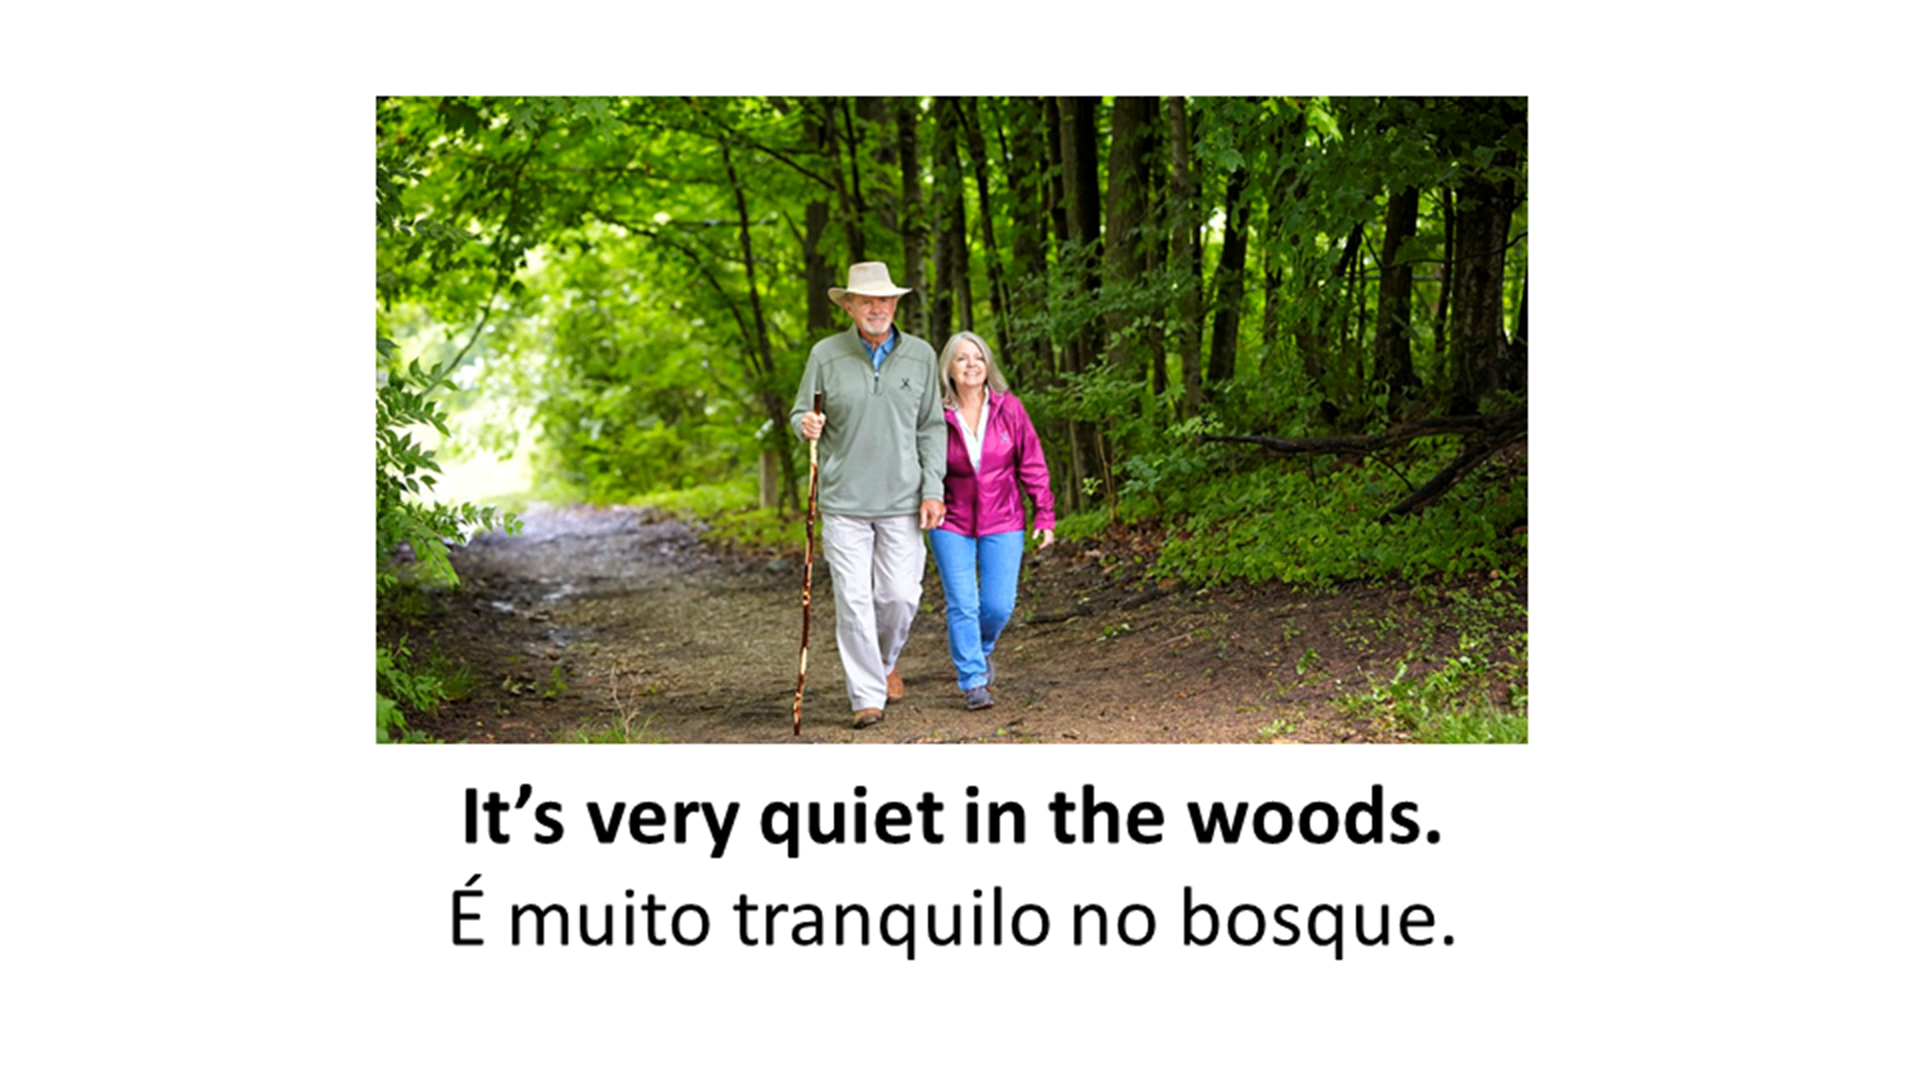 It’s very quiet in the woods.
É muito tranquilo no bosque.